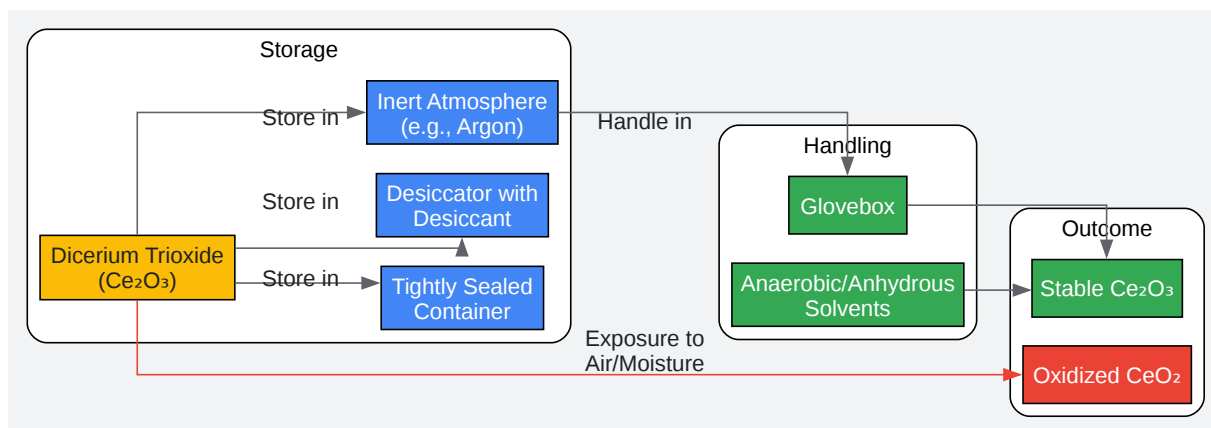 Storage
Inert Atmosphere
(e.g., Argon)
Store in
Handle in
Desiccator with
Desiccant
Store in
Dicerium Trioxide
(Ce₂O₃)
Store in
Tightly Sealed
Container
Handling
Glovebox
Anaerobic/Anhydrous
Solvents
Exposure to
Air/Moisture
Outcome
Stable Ce₂O₃
Oxidized CeO₂